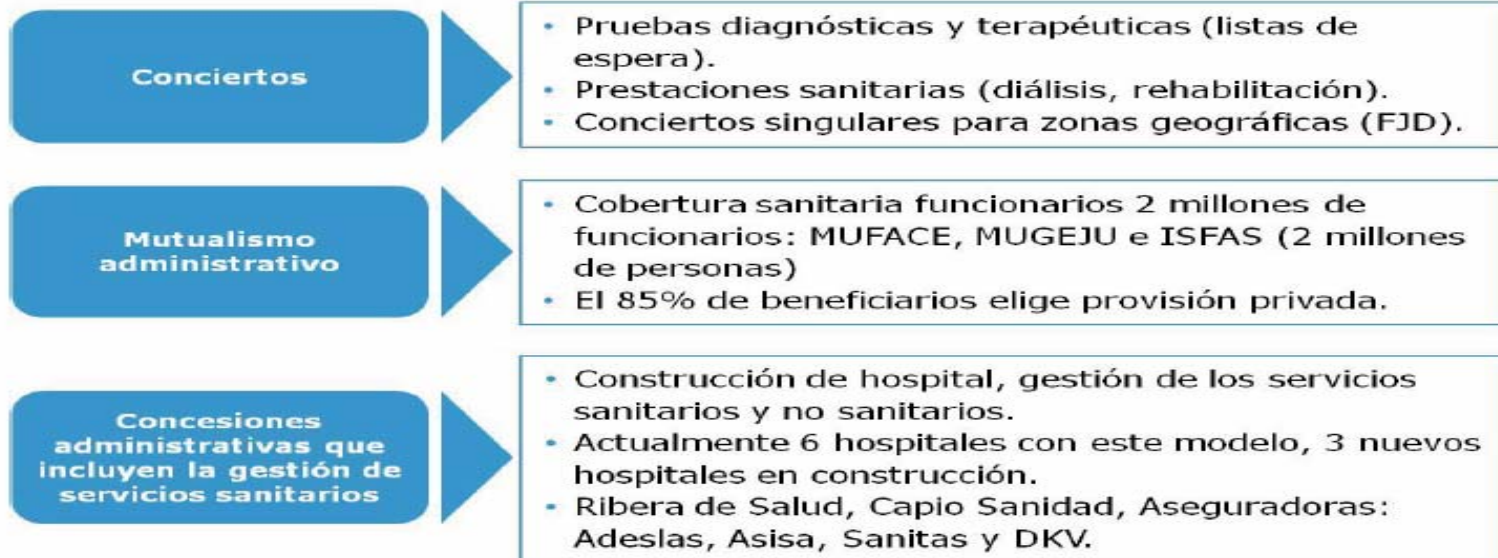 Conciertos
• Pruebas diagnósticas y terapéuticas (listas de
espera).
• Prestaciones sanitarias (diálisis, rehabilitación).
• Conciertos singulares para zonas geográficas (FJD).
Mutualismo
administrativo
• Cobertura sanitaria funcionarios 2 millones de
funcionarios: MUFACE, MUGEJU e ISFAS (2 millones
de personas)
• El 85% de beneficiarios elige provisión privada.
Concesiones
administrativas que
incluyen la gestión de
servicios sanitarios
• Construcción de hospital, gestión de los servicios
sanitarios y no sanitarios.
• Actualmente 6 hospitales con este modelo, 3 nuevos
hospitales en construcción.
• Ribera de Salud, Capio Sanidad, Aseguradoras:
Adeslas, Asisa, Sanitas y DKV.